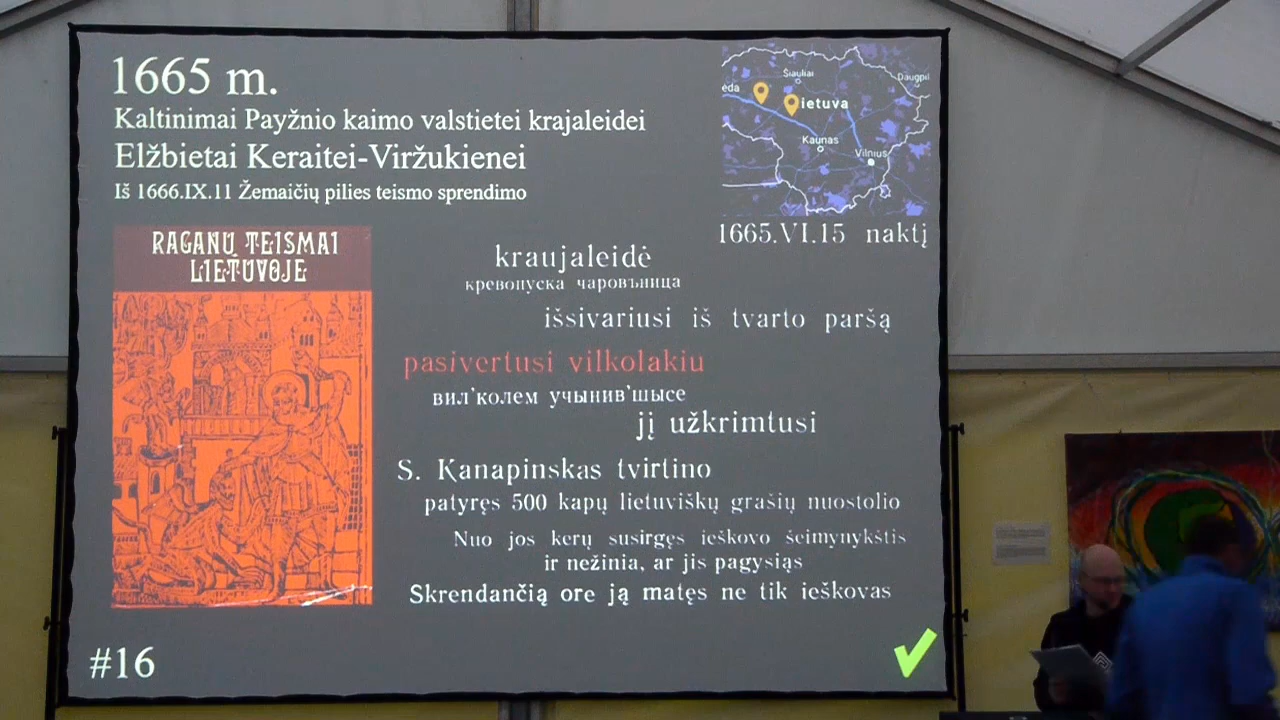 1665 m.
Kaltinimai Payžnio kaimo valstietei krajaleidei
Elžbietai Keraitei-Viržukienei
Iš 1666.IX.11 Žemaičių pilies teismo sprendimo
Šiauliai
Daugpil
ėda
ietuva
Kaunas
Vilnius
1665.VI.15 naktį
RAGANŲ TEISMAI
LIETUVOJE
kraujaleidė
кревопуска чаровъница
išsivariusi iš tvarto paršą
pasivertusi vilkolakiu
вил'колем учынив'шысе
jį užkrimtusi
S. Kanapinskas tvirtino
patyręs 500 kapų lietuviškų grašių nuostolio
Nuo jos kerų susirgęs ieškovo šeimynykštis
ir nežinia, ar jis pagysiąs
Skrendančią ore ją matęs ne tik ieškovas
#16